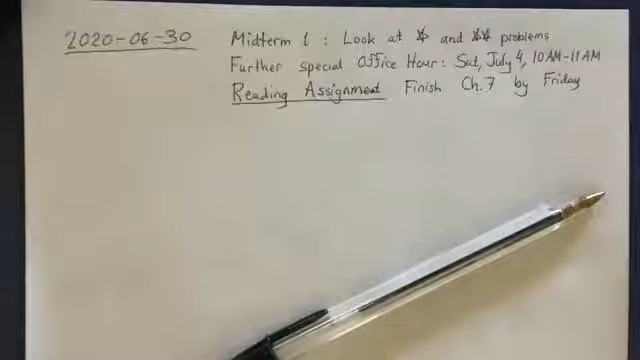 2020-06-30
Midterm 1: Look at * and ** problems
Further special Office Hour: Sat, July 4, 10AM-11AM
Reading Assignment Finish Ch. 7 by Friday